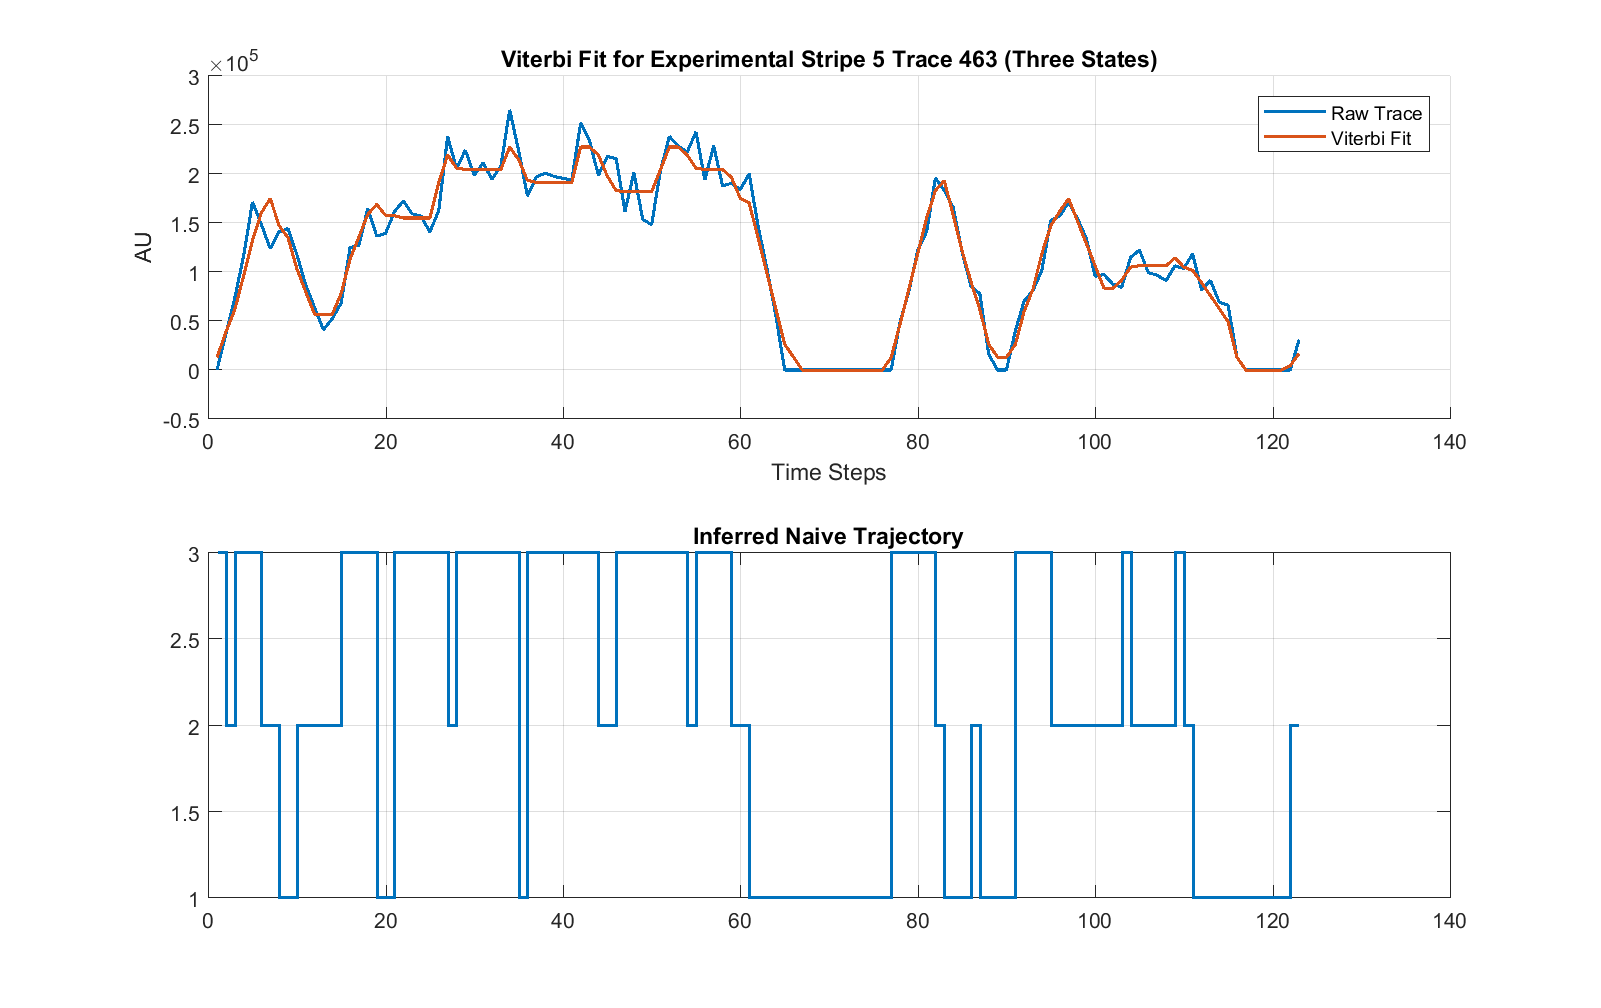 Viterbi Fit for Experimental Stripe 5 Trace 463 (Three States)
×10^5
3
2.5
2
1.5
1
0.5
0
-0.5
AU
Raw Trace
Viterbi Fit
0 20 40 60 80 100 120 140
Time Steps
Inferred Naive Trajectory
3
2.5
2
1.5
1
0 20 40 60 80 100 120 140